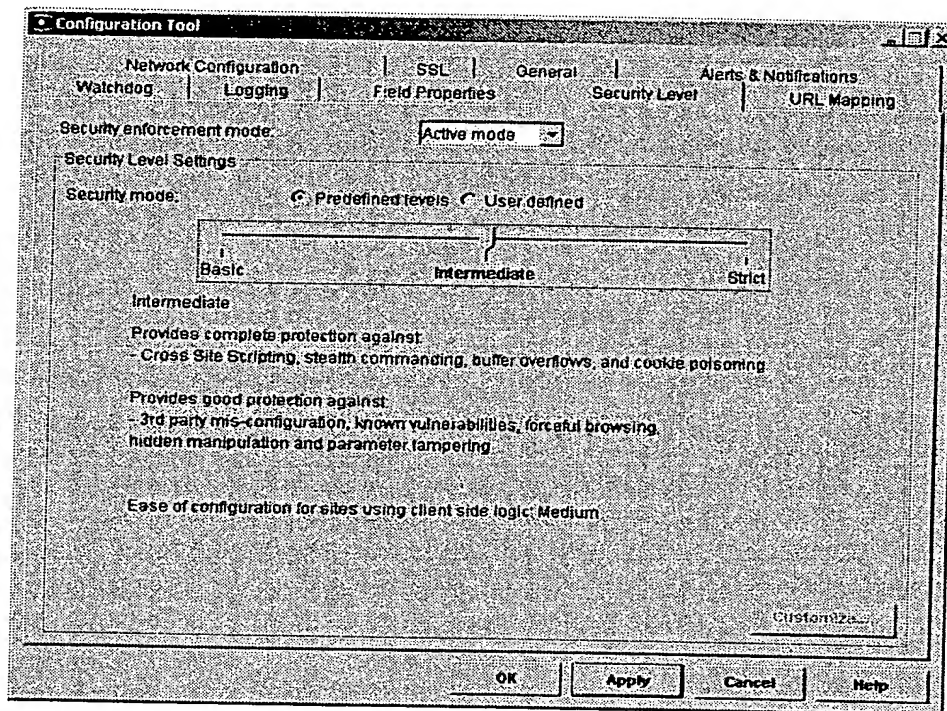 Configuration Tool
Network Configuration SSL General Alerts & Notifications
Watchdog Logging Field Properties Security Level URL Mapping
Security enforcement mode: Active mode
Security Level Settings
Security mode: Predefined levels User defined
Basic Intermediate Strict
Intermediate
Provides complete protection against:
- Cross Site Scripting, stealth commanding, buffer overflows, and cookie poisoning
Provides good protection against:
- 3rd party mis-configuration, known vulnerabilities, forceful browsing,
hidden manipulation and parameter tampering
Ease of configuration for sites using client side logic: Medium
Customize...
OK Apply Cancel Help